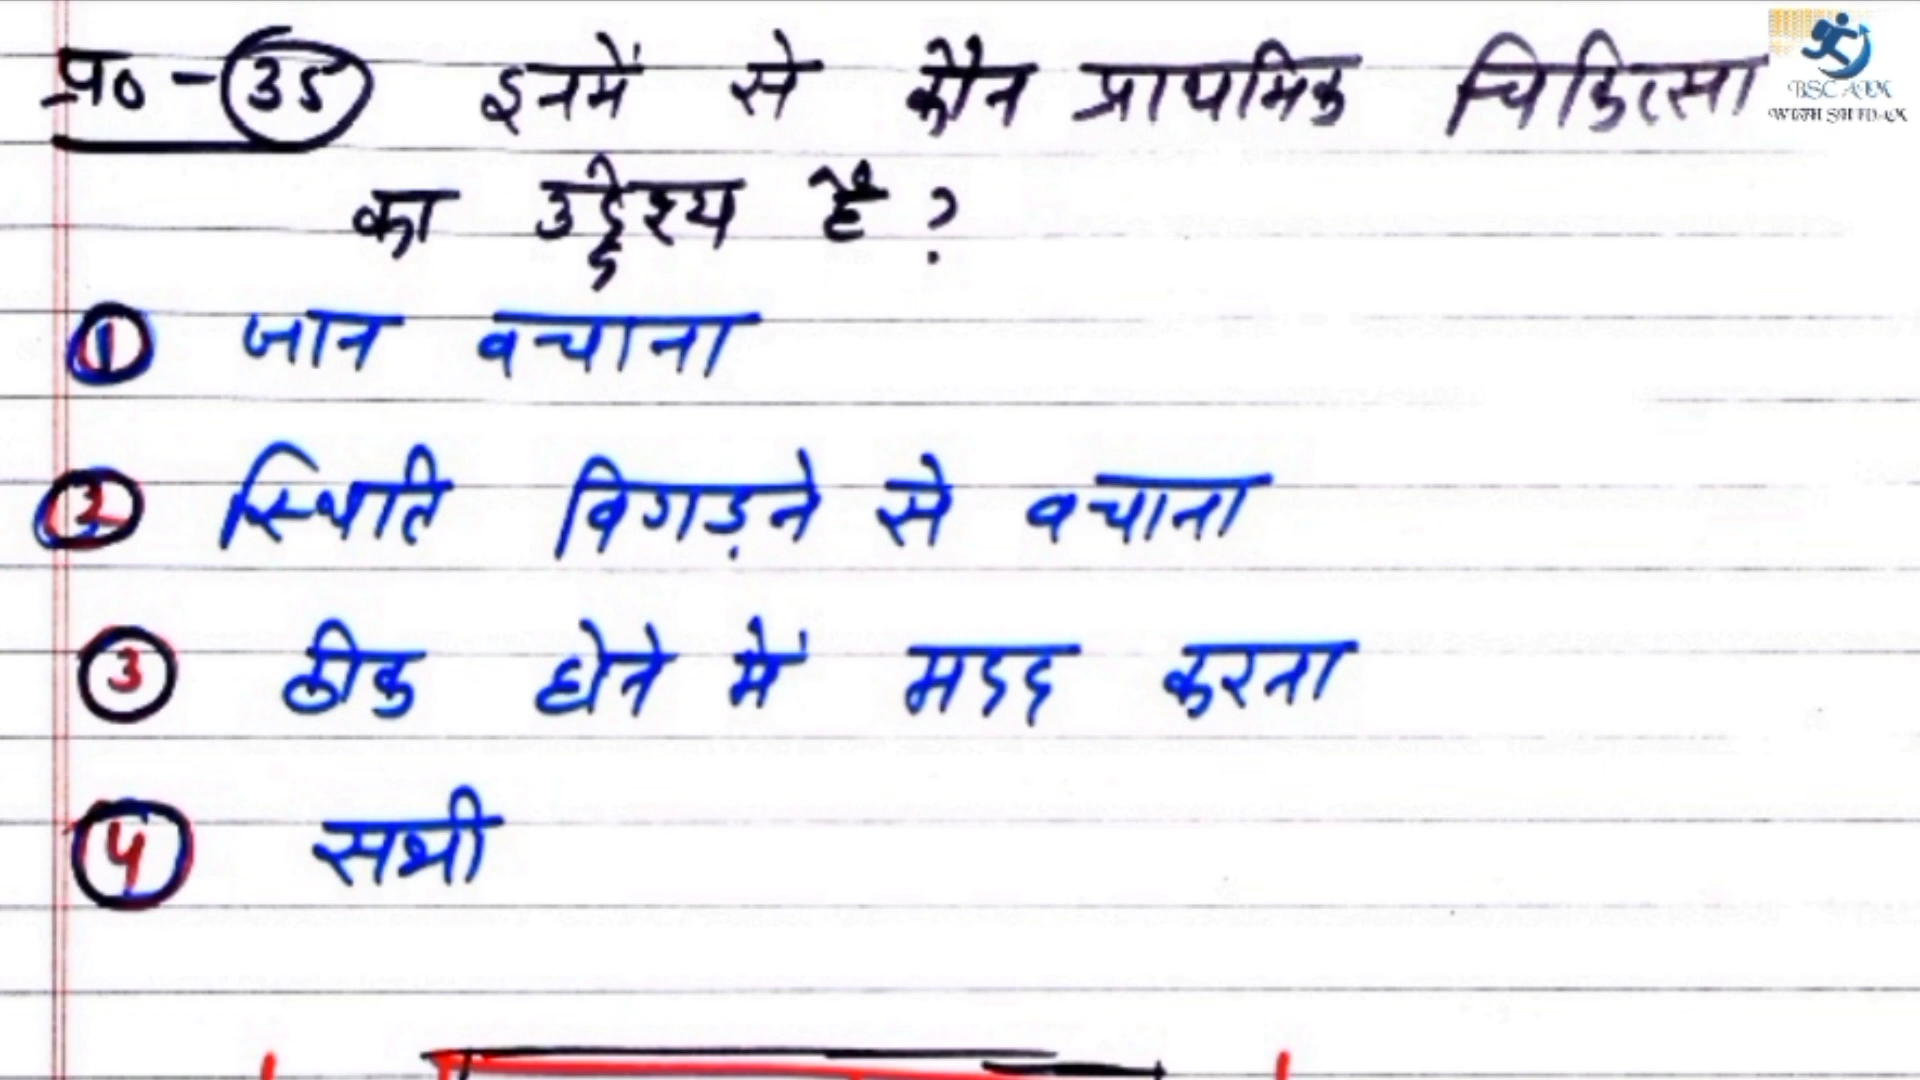 प्र० - 35 इनमें से कौन प्राथमिक चिकित्सा
का उद्देश्य है ?
1 जान बचाना
2 स्थिति बिगड़ने से बचाना
3 ठीक होने में मदद करना
4 सभी